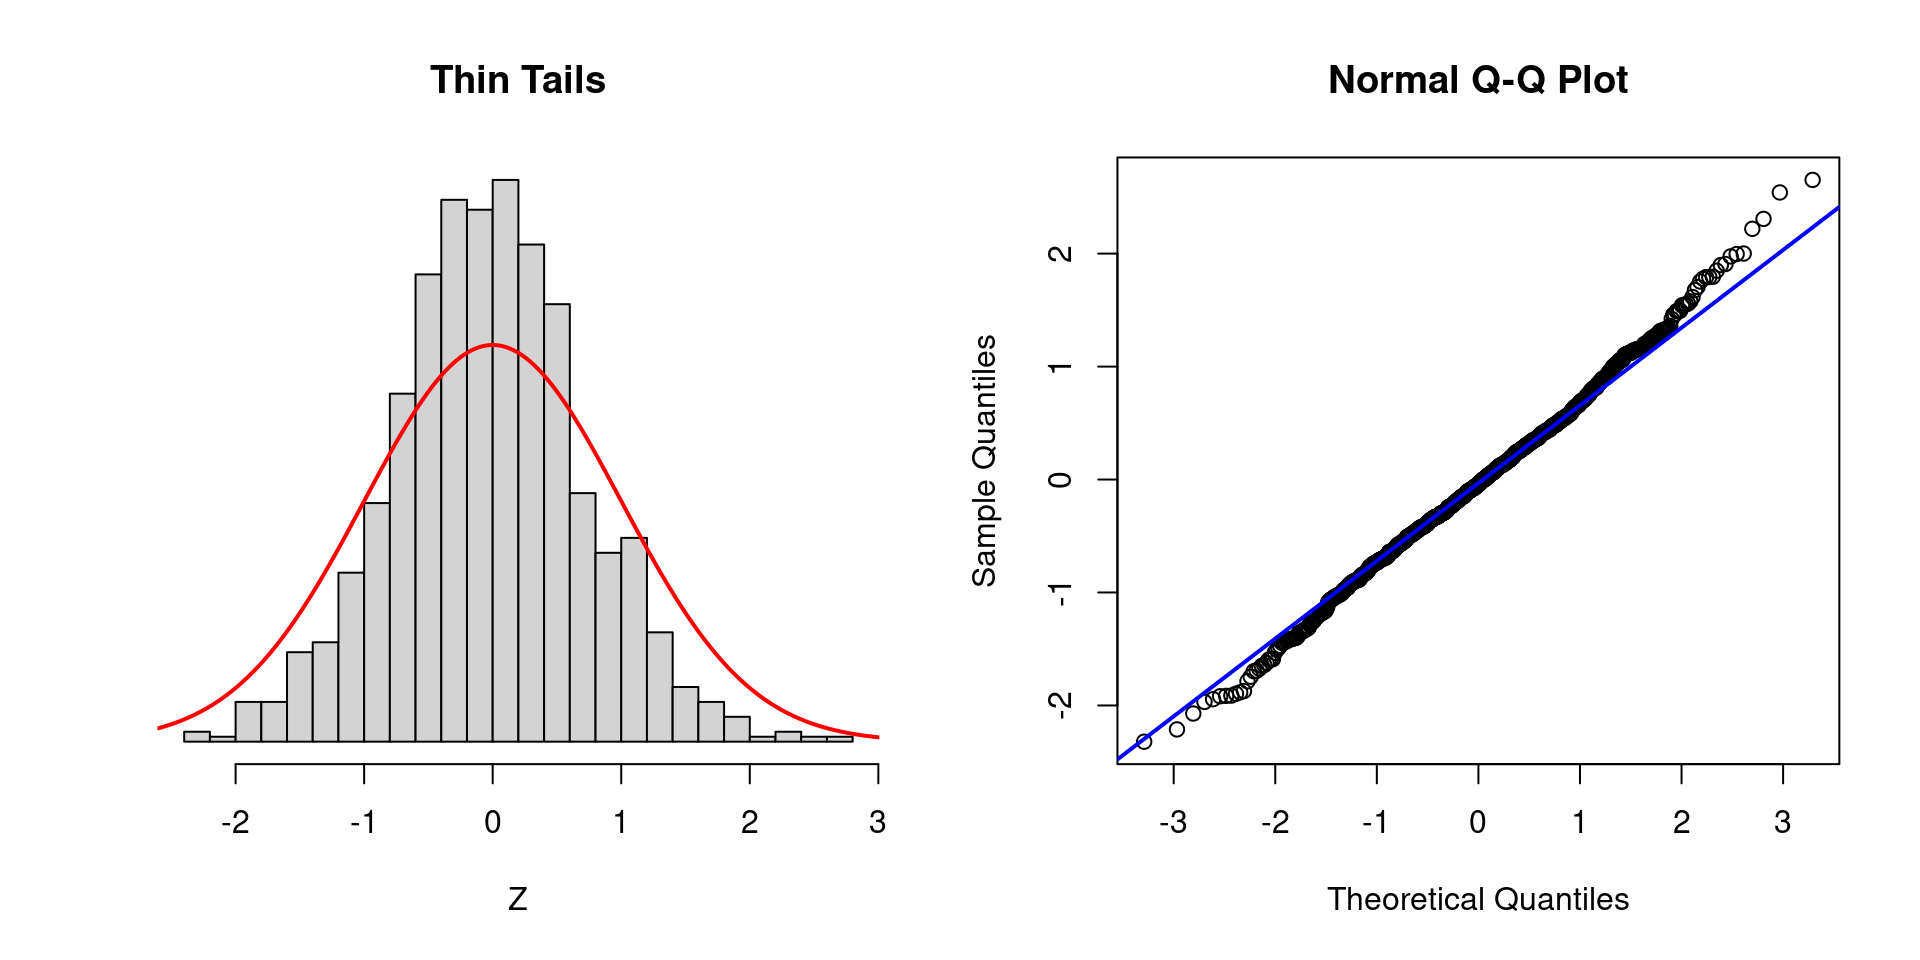 Thin Tails
-2 -1 0 1 2 3
Z
Normal Q-Q Plot
Sample Quantiles
2
1
0
-1
-2
-3 -2 -1 0 1 2 3
Theoretical Quantiles